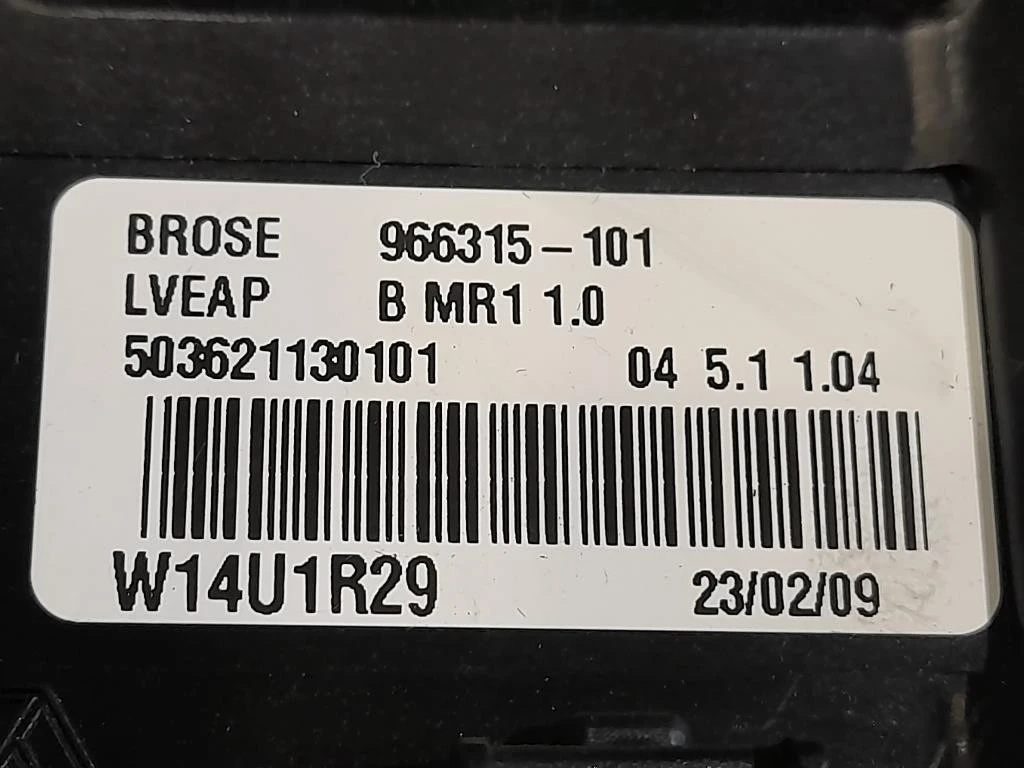 BROSE 966315-101
LVEAP B MR1 1.0
503621130101 04 5.1 1.04
W14U1R29 23/02/09